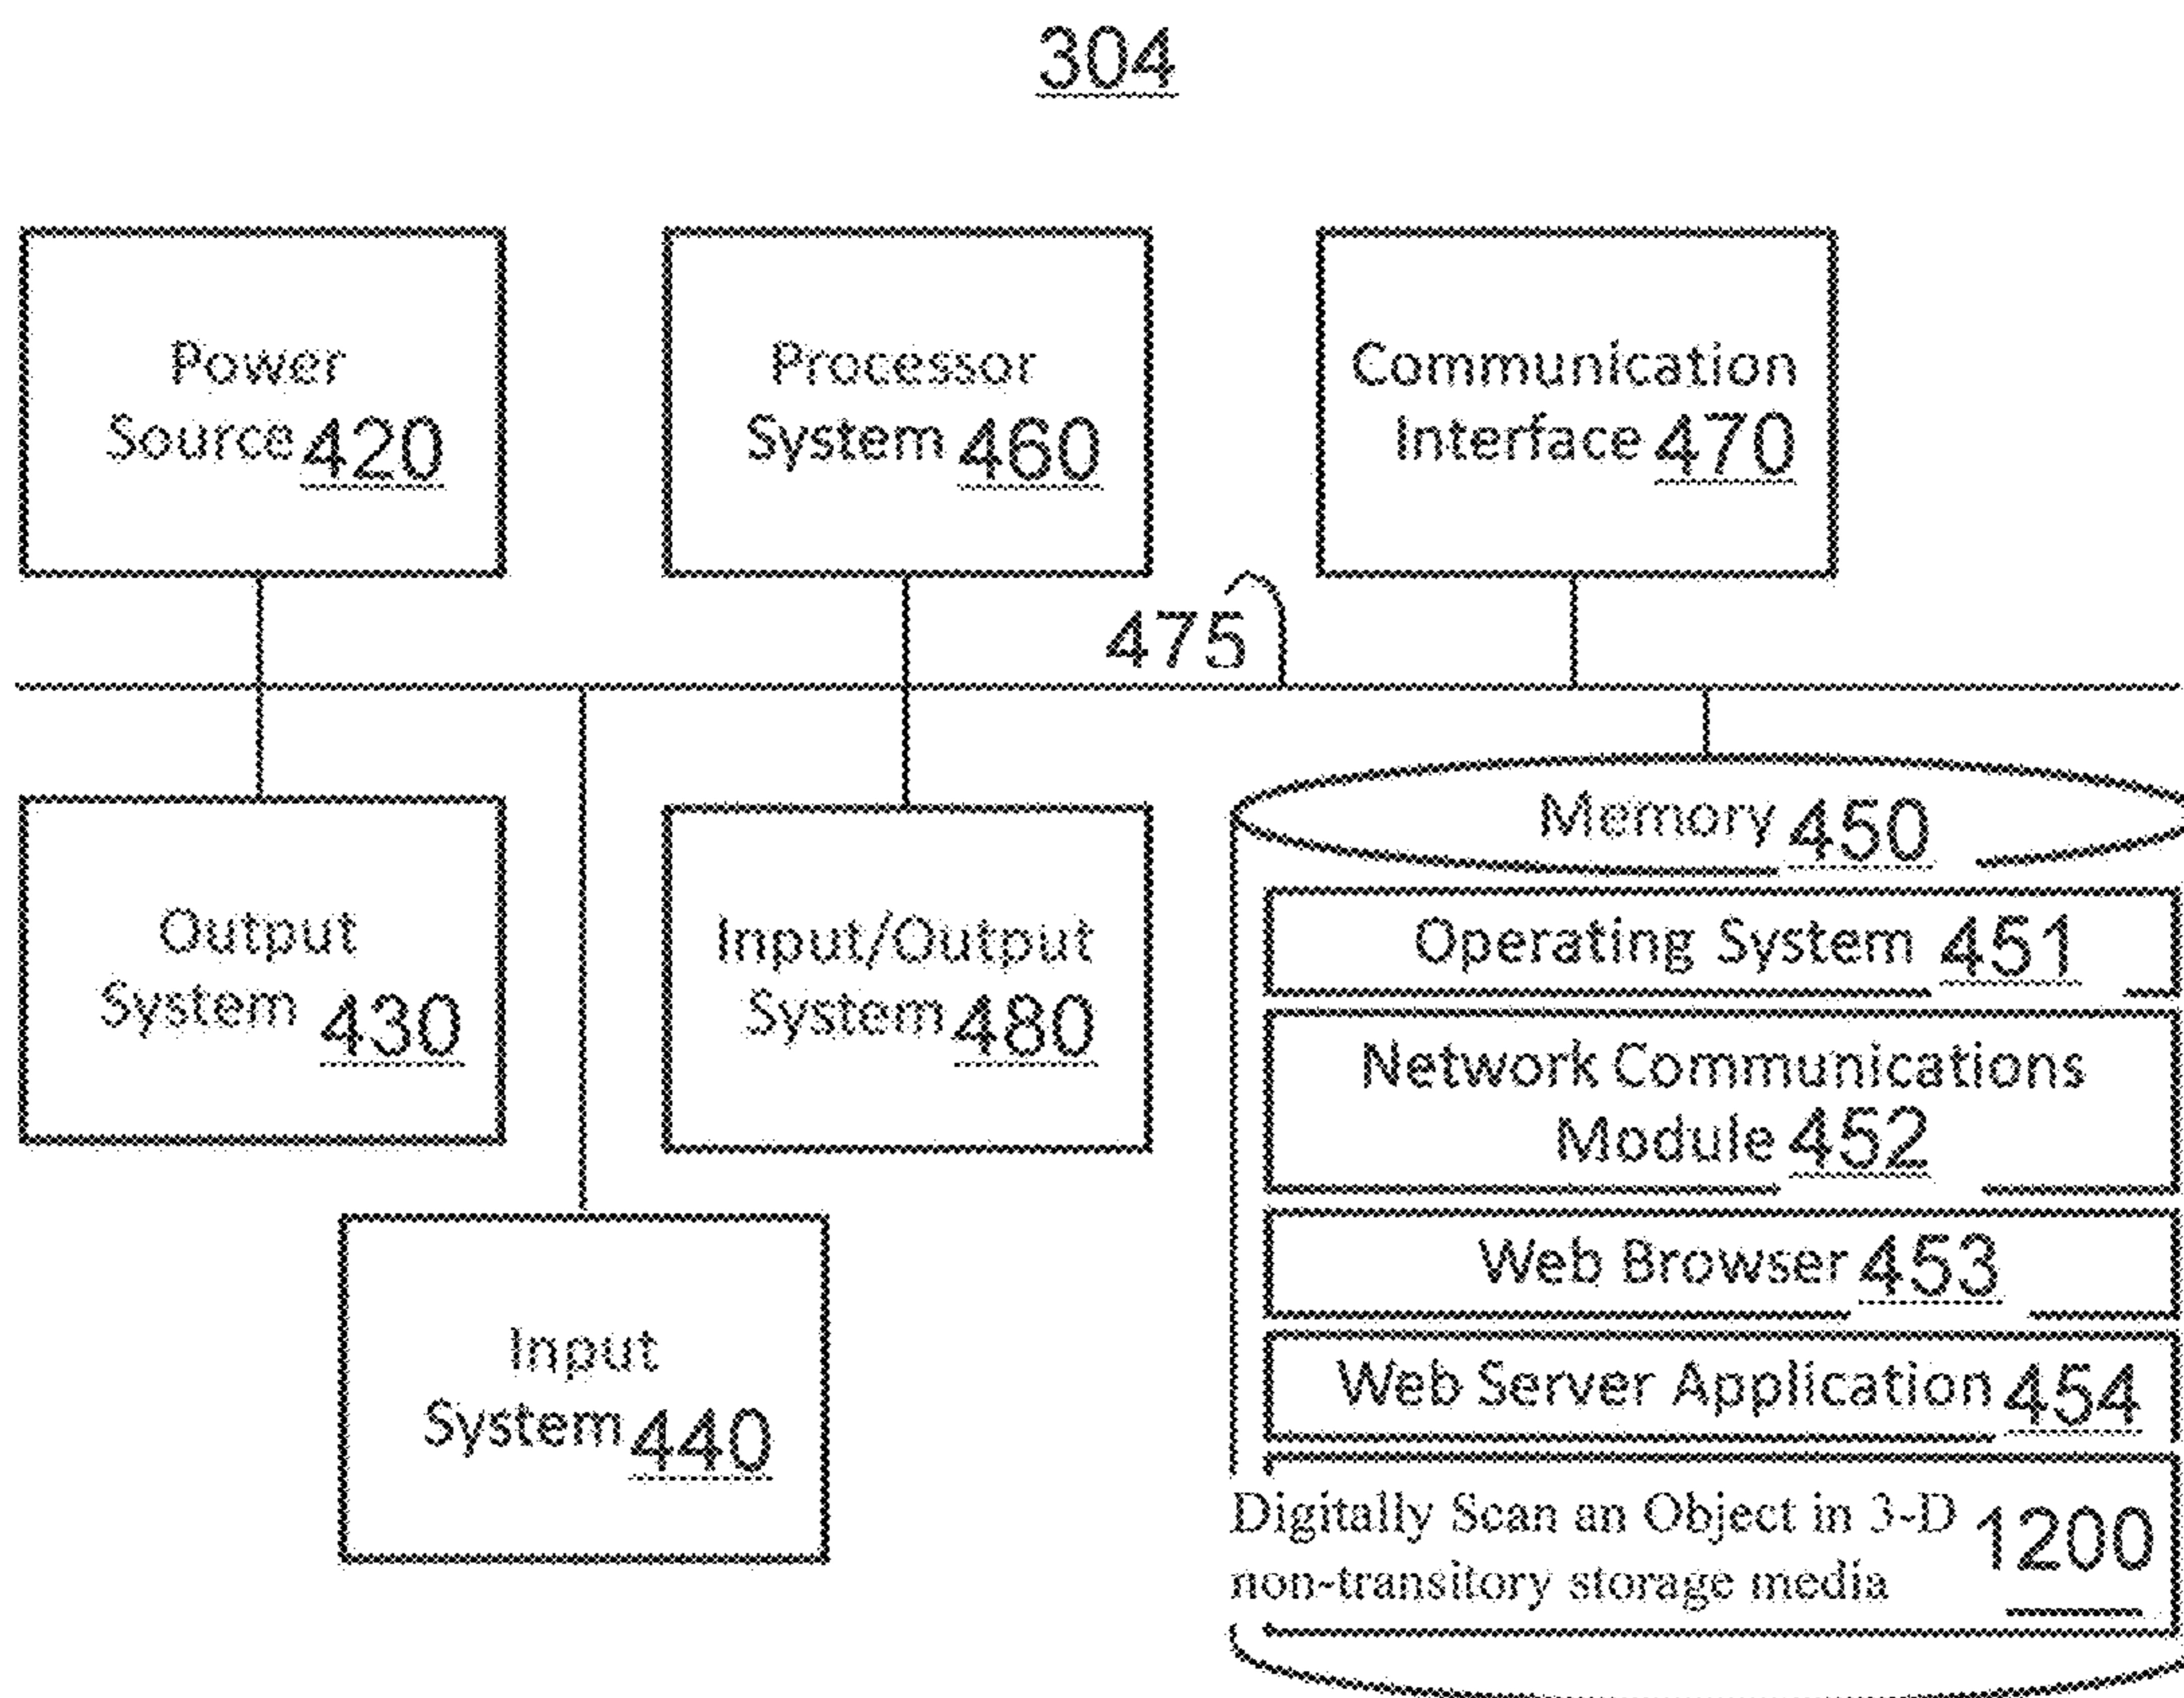 304
Power
Source 420
Processor
System 460
Communication
Interface 470
475
Output
System 430
Input/Output
System 480
Input
System 440
Memory 450
Operating System 451
Network Communications
Module 452
Web Browser 453
Web Server Application 454
Digitally Scan an Object in 3-D 1200
non-transitory storage media